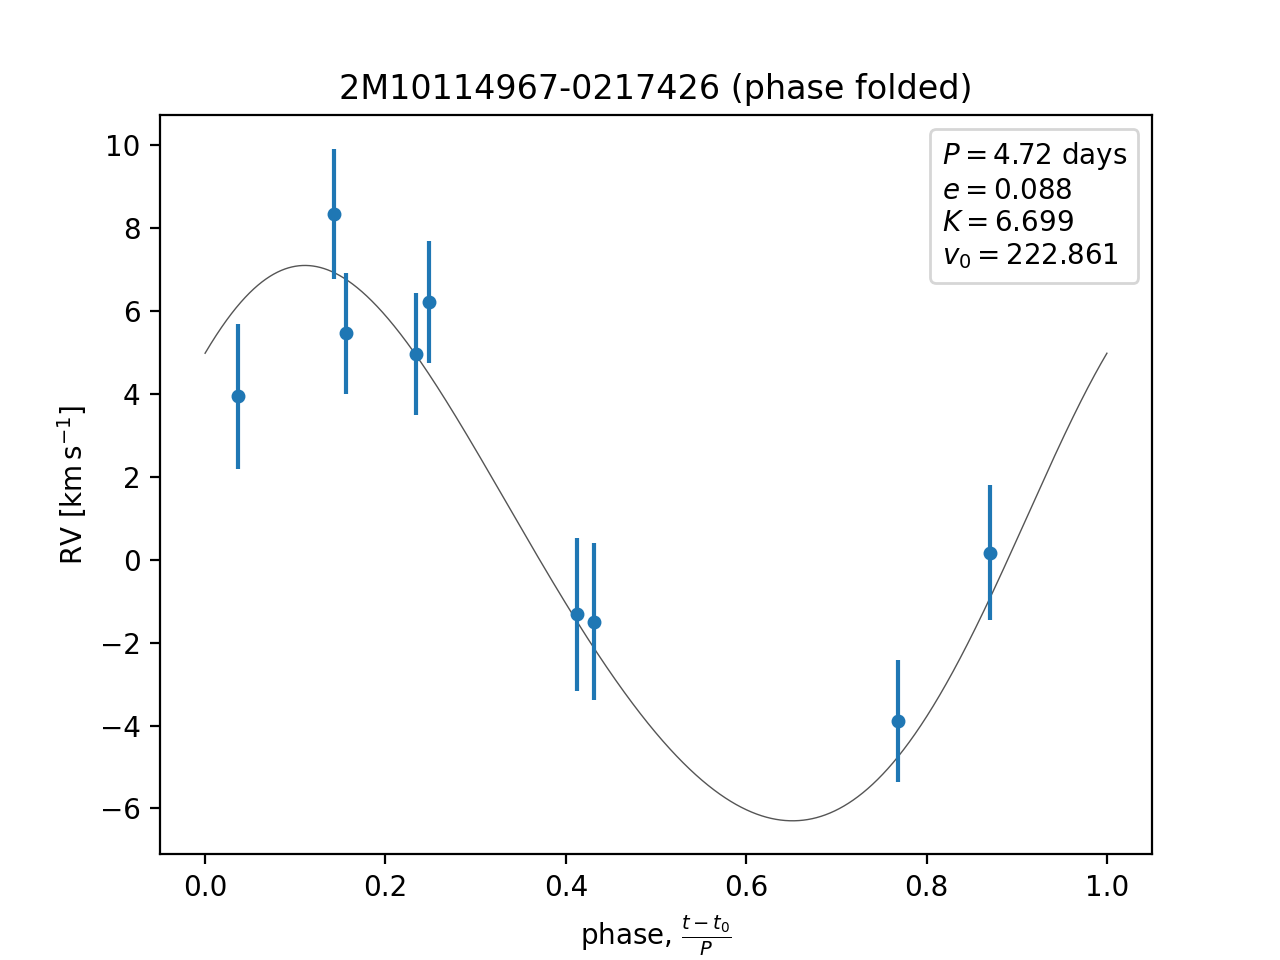 2M10114967-0217426 (phase folded)
P = 4.72 days
e = 0.088
K = 6.699
v₀ = 222.861
RV [km s⁻¹]
10
8
6
4
2
0
−2
−4
−6
0.0 0.2 0.4 0.6 0.8 1.0
phase, (t − t₀)/P